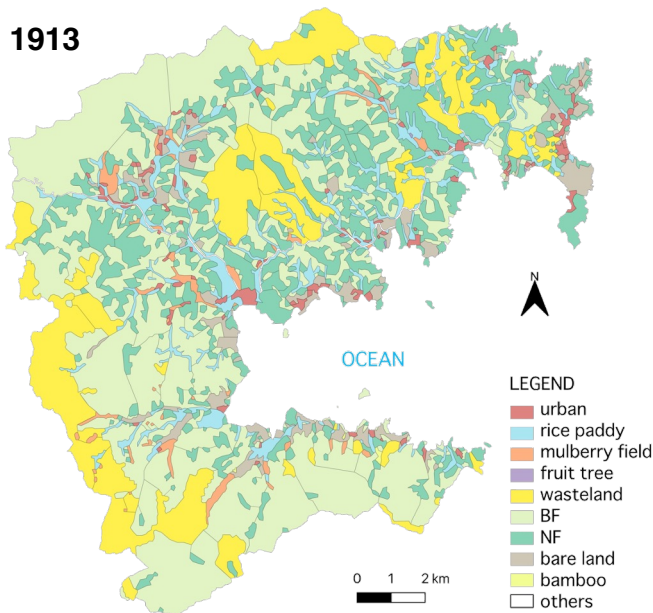 1913
N
OCEAN
LEGEND
urban
rice paddy
mulberry field
fruit tree
wasteland
BF
NF
bare land
bamboo
others
0 1 2 km